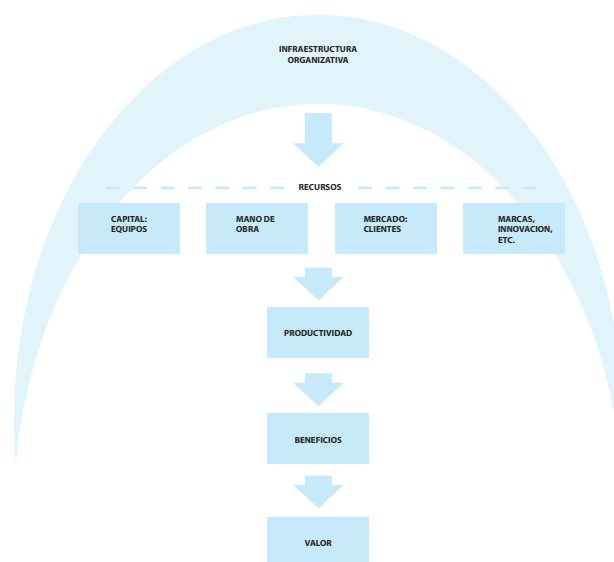 INFRAESTRUCTURA
ORGANIZATIVA
RECURSOS
CAPITAL:
EQUIPOS
MANO DE
OBRA
MERCADO:
CLIENTES
MARCAS,
INNOVACION,
ETC.
PRODUCTIVIDAD
BENEFICIOS
VALOR